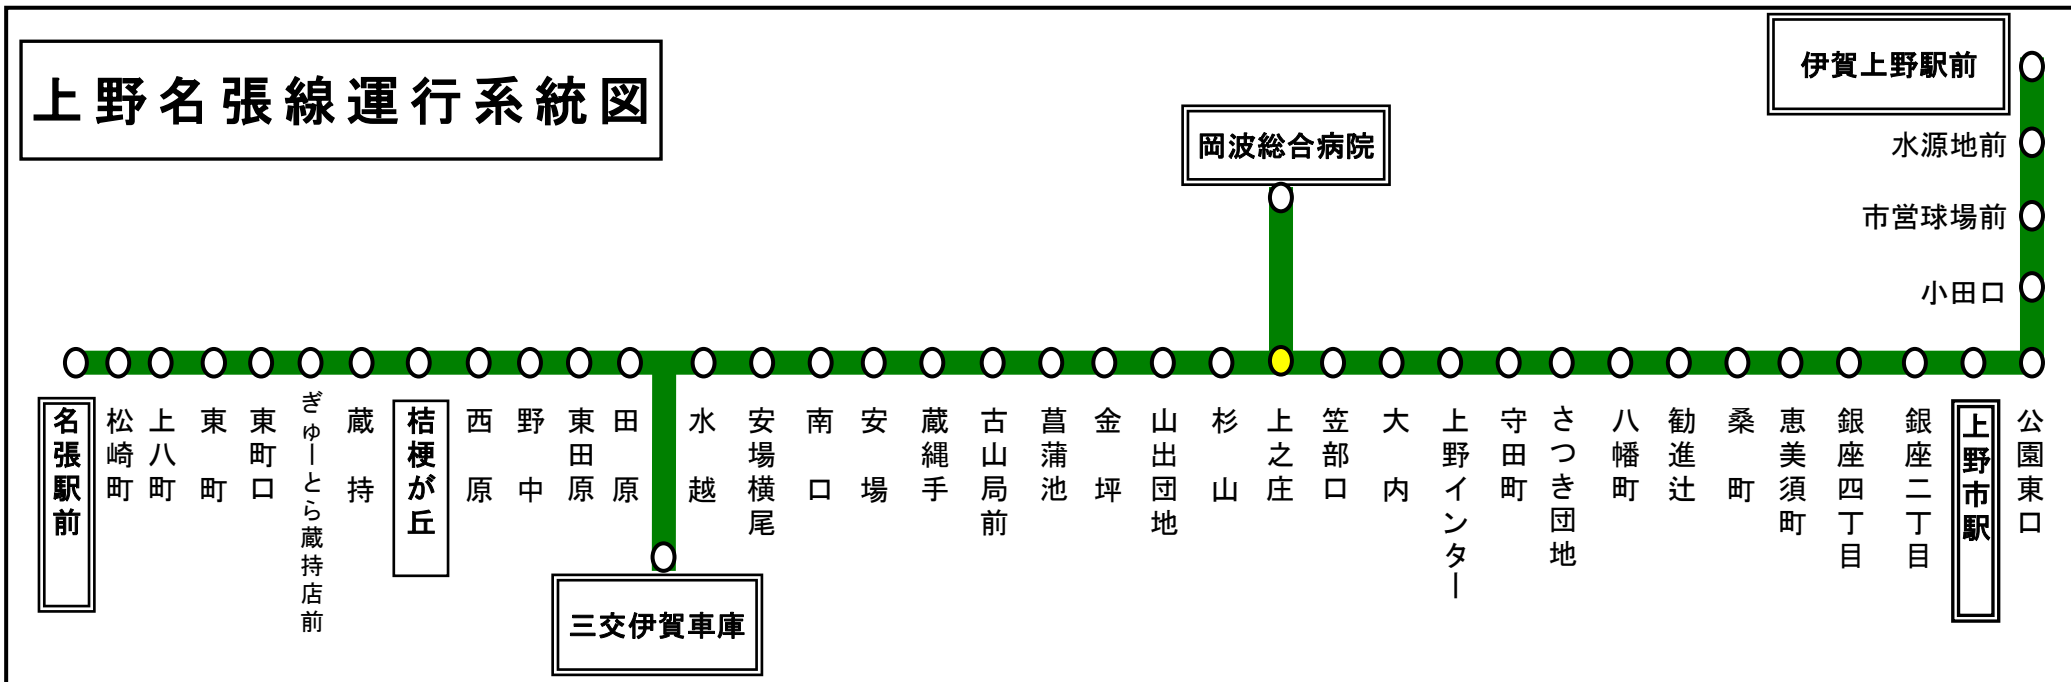 上野名張線運行系統図
伊賀上野駅前
岡波総合病院
水源地前
市営球場前
小田口
名張駅前
松崎町
上八町
東町
東町口
ぎゅーとら蔵持店前
蔵持
桔梗が丘
西原
野中
東田原
田原
水越
安場横尾
南口
安場
蔵縄手
古山局前
菖蒲池
金坪
山出団地
杉山
上之庄
笠部口
大内
上野インター
守田町
さつき団地
八幡町
勧進辻
桑町
恵美須町
銀座四丁目
銀座二丁目
上野市駅
公園東口
三交伊賀車庫